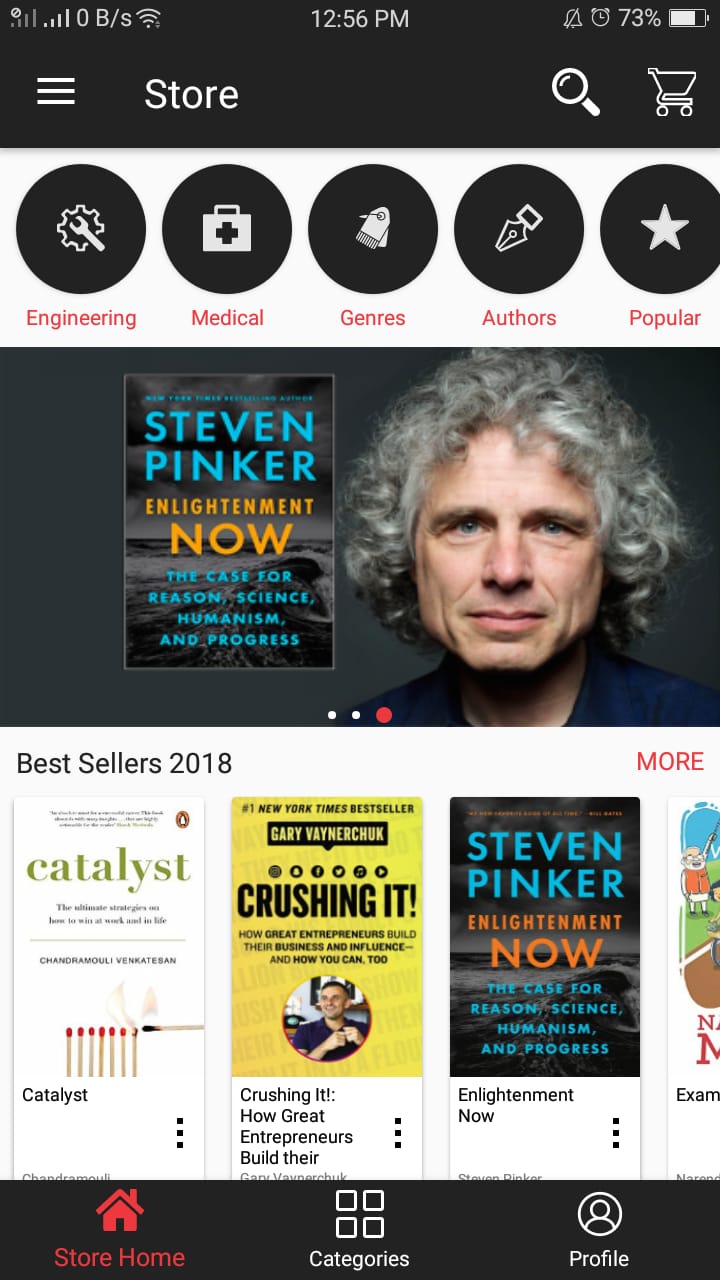 0 B/s 12:56 PM 73%
Store
Engineering Medical Genres Authors Popular
NEW YORK TIMES BESTSELLING AUTHOR
STEVEN
PINKER
ENLIGHTENMENT
NOW
THE CASE FOR
REASON, SCIENCE,
HUMANISM,
AND PROGRESS
Best Sellers 2018 MORE
catalyst
The ultimate strategies on
how to win at work and in life
CHANDRAMOULI VENKATESAN
Catalyst
Chandramouli
#1 NEW YORK TIMES BESTSELLER
GARY VAYNERCHUK
CRUSHING IT!
HOW GREAT ENTREPRENEURS BUILD
THEIR BUSINESS AND INFLUENCE—
AND HOW YOU CAN, TOO
Crushing It!:
How Great
Entrepreneurs
Build their
Gary Vaynerchuk
"MY NEW FAVORITE BOOK OF ALL TIME." —BILL GATES
STEVEN
PINKER
ENLIGHTENMENT
NOW
THE CASE FOR
REASON, SCIENCE,
HUMANISM,
AND PROGRESS
Enlightenment
Now
Steven Pinker
NA
M
Exam
Narend
Store Home Categories Profile